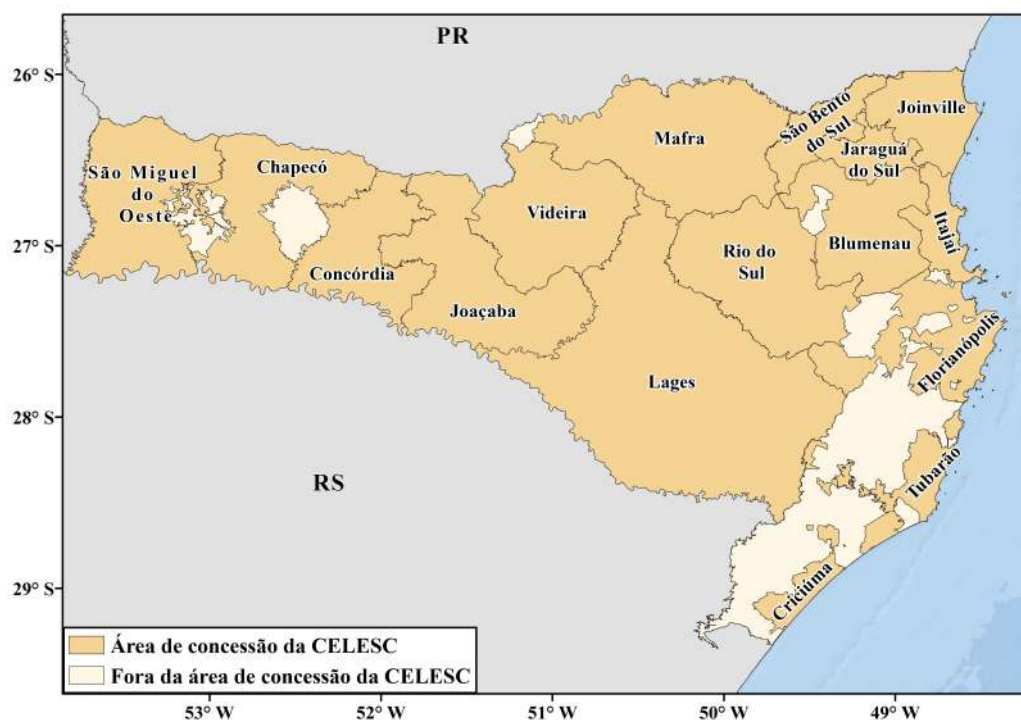 PR
26° S
Joinville
São Bento
do Sul
Mafra
Jaraguá
do Sul
Chapecó
São Miguel
do
Oeste
Videira
Itajaí
27° S
Rio do
Sul
Blumenau
Concórdia
Joaçaba
Florianópolis
Lages
28° S
RS
Tubarão
29° S
Criciúma
Área de concessão da CELESC
Fora da área de concessão da CELESC
53° W
52° W
51° W
50° W
49° W